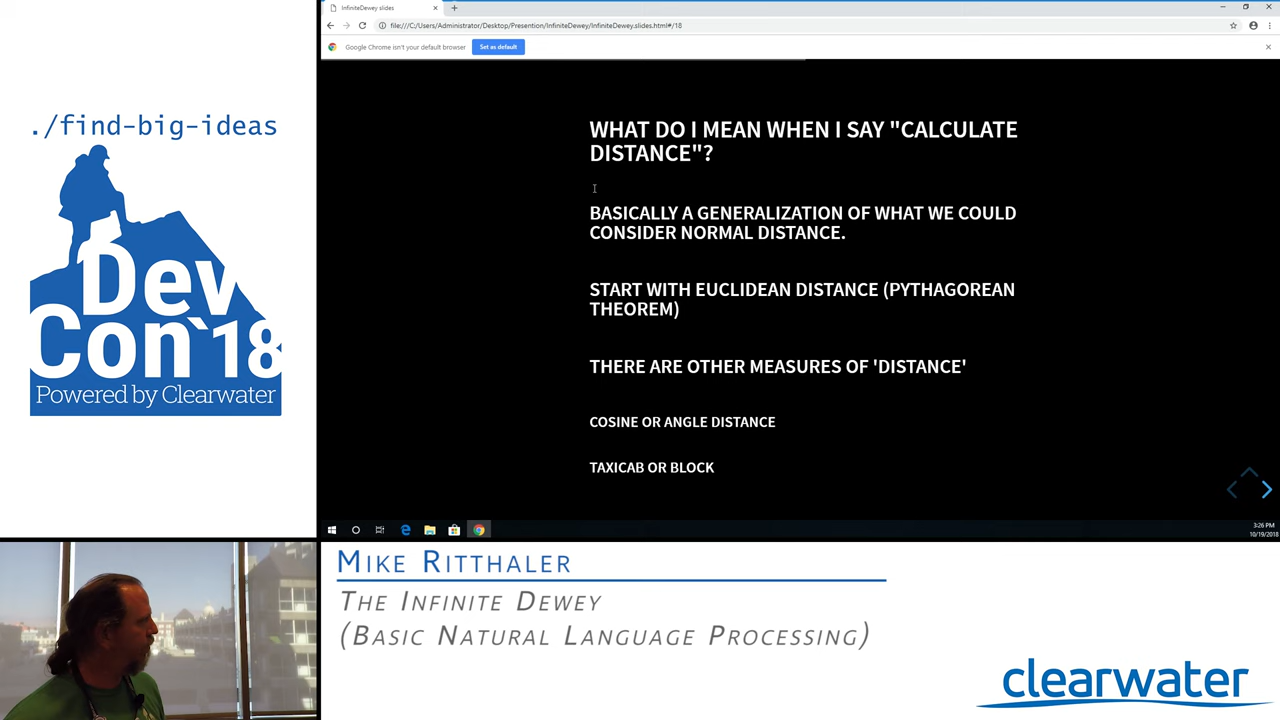 ./find-big-ideas
Dev
Con`18
Powered by Clearwater
InfiniteDewey slides
file:///C:/Users/Administrator/Desktop/Presention/InfiniteDewey/InfiniteDewey.slides.html#/18
Google Chrome isn't your default browser
Set as default
WHAT DO I MEAN WHEN I SAY "CALCULATE
DISTANCE"?
BASICALLY A GENERALIZATION OF WHAT WE COULD
CONSIDER NORMAL DISTANCE.
START WITH EUCLIDEAN DISTANCE (PYTHAGOREAN
THEOREM)
THERE ARE OTHER MEASURES OF 'DISTANCE'
COSINE OR ANGLE DISTANCE
TAXICAB OR BLOCK
3:26 PM
10/19/2018
MIKE RITTHALER
THE INFINITE DEWEY
(BASIC NATURAL LANGUAGE PROCESSING)
clearwater